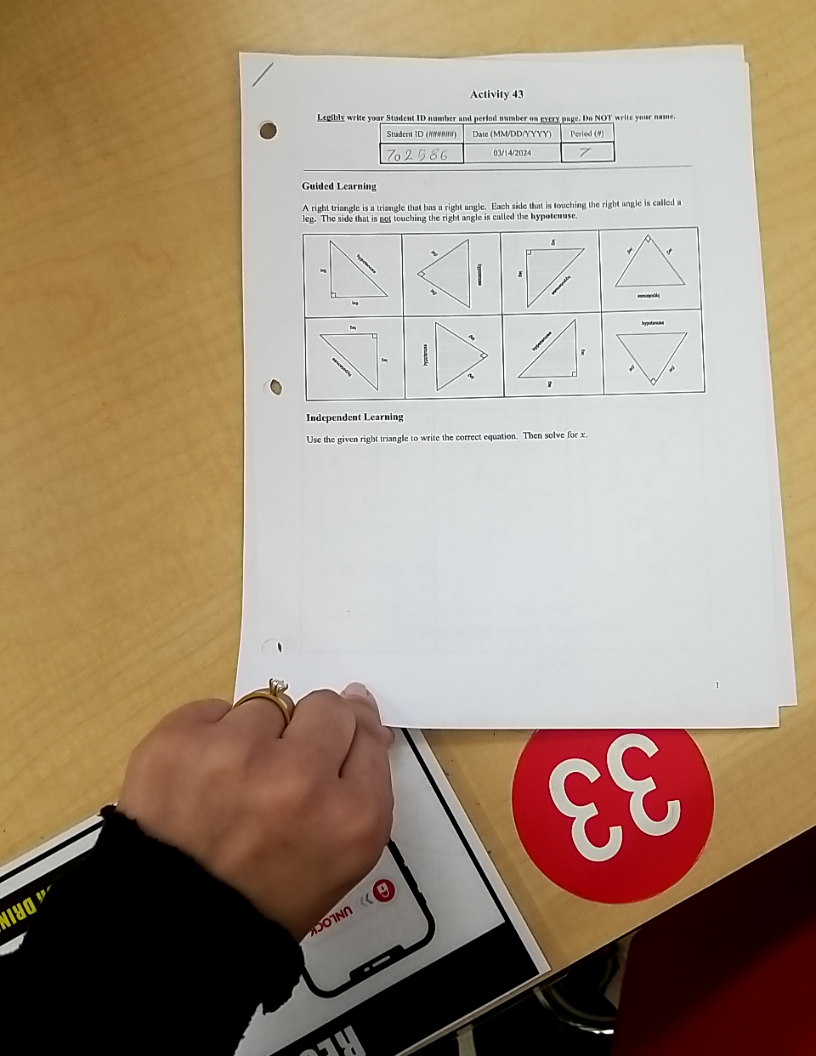 Activity 43
Legibly write your Student ID number and period number on every page. Do NOT write your name.
Student ID (######) Date (MM/DD/YYYY) Period (#)
702586 03/14/2024 7
Guided Learning
A right triangle is a triangle that has a right angle. Each side that is touching the right angle is called a
leg. The side that is not touching the right angle is called the hypotenuse.
leg hypotenuse leg
leg hypotenuse leg
leg leg hypotenuse
leg leg hypotenuse
leg leg hypotenuse
hypotenuse leg leg
hypotenuse leg leg
hypotenuse leg leg
Independent Learning
Use the given right triangle to write the correct equation. Then solve for x.
1
33
UNLOCK